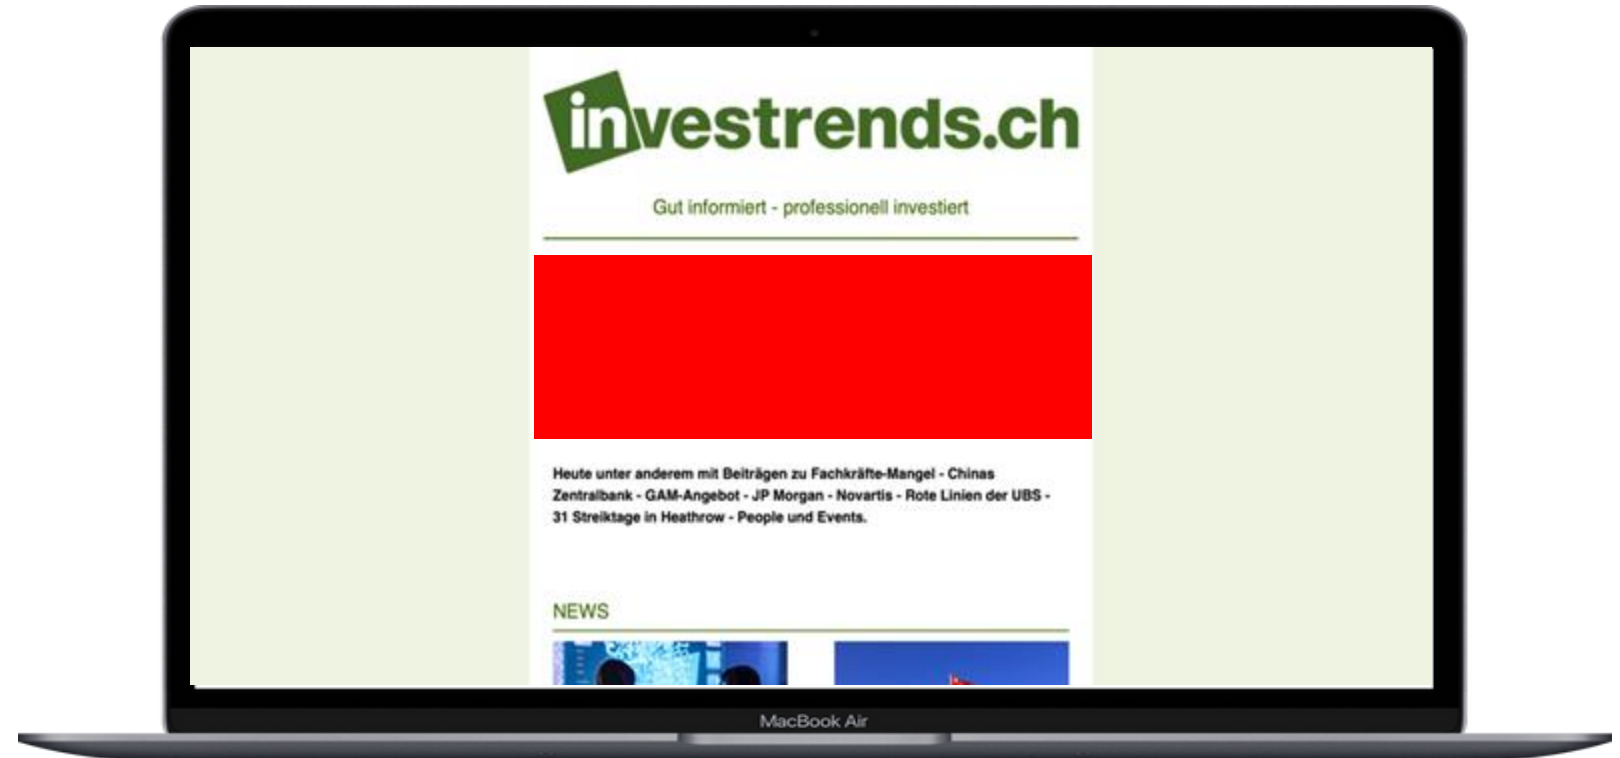 investrends.ch
Gut informiert - professionell investiert
Heute unter anderem mit Beiträgen zu Fachkräfte-Mangel - Chinas
Zentralbank - GAM-Angebot - JP Morgan - Novartis - Rote Linien der UBS -
31 Streiktage in Heathrow - People und Events.
NEWS
MacBook Air